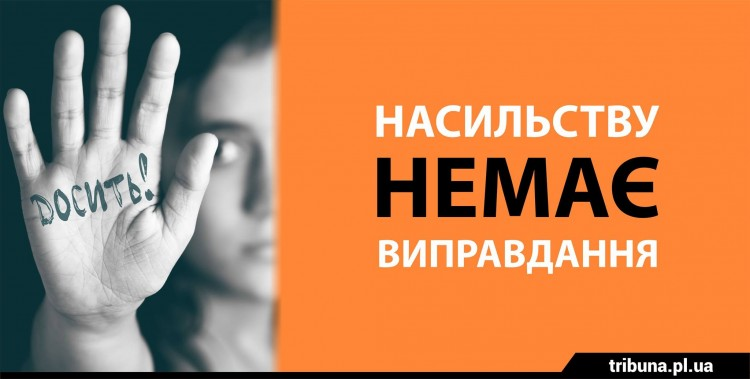 ДОСИТЬ!
НАСИЛЬСТВУ
НЕМАЄ
ВИПРАВДАННЯ
tribuna.pl.ua